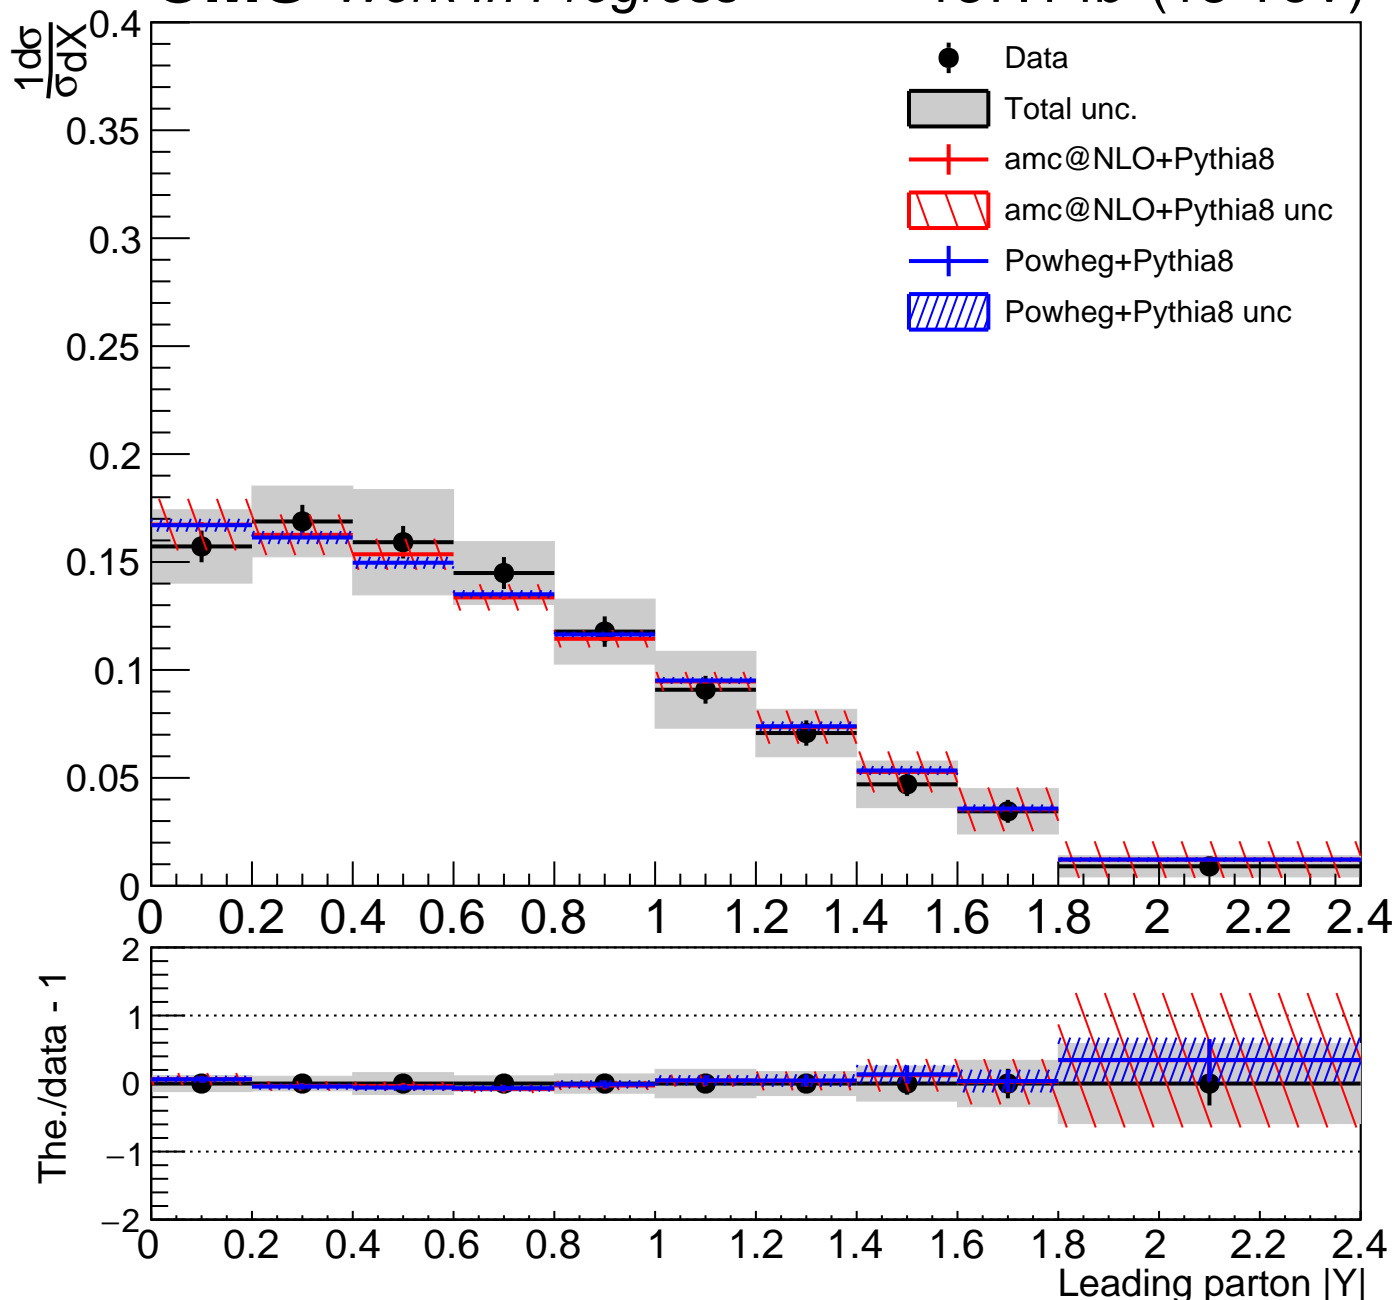 Work in Progress
1dσ
σdX
0.4
0.35
0.3
0.25
0.2
0.15
0.1
0.05
0
Data
Total unc.
amc@NLO+Pythia8
amc@NLO+Pythia8 unc
Powheg+Pythia8
Powheg+Pythia8 unc
0 0.2 0.4 0.6 0.8 1 1.2 1.4 1.6 1.8 2 2.2 2.4
The./data - 1
2
1
0
−1
−2
0 0.2 0.4 0.6 0.8 1 1.2 1.4 1.6 1.8 2 2.2 2.4
Leading parton |Y|